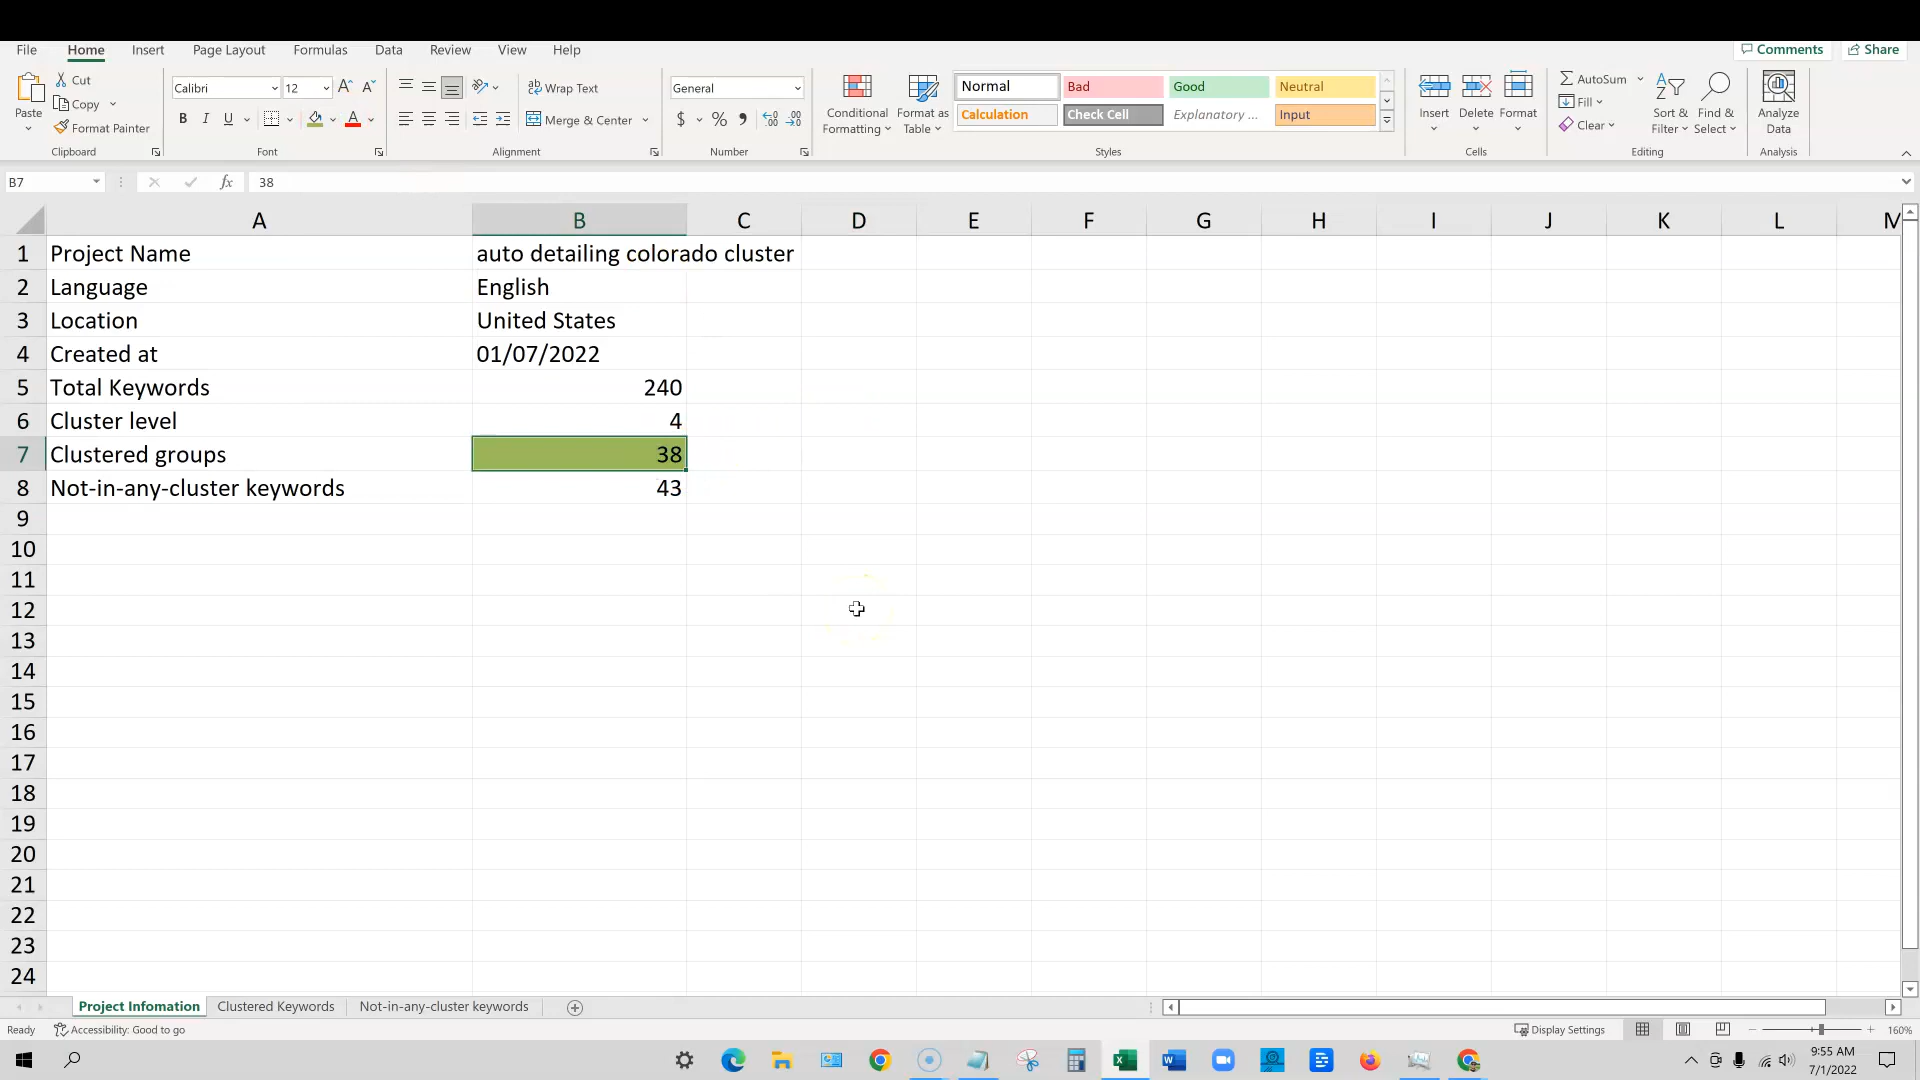 File Home Insert Page Layout Formulas Data Review View Help Comments Share
Cut
Copy
Format Painter
Paste
Clipboard
Calibri 12
B I U
Font
Wrap Text
Merge & Center
Alignment
General
$ % 9
Number
Conditional Formatting
Format as Table
Normal Bad Good Neutral
Calculation Check Cell Explanatory ... Input
Styles
Insert Delete Format
Cells
AutoSum
Fill
Clear
Sort & Filter
Find & Select
Editing
Analyze Data
Analysis
B7 fx 38
A B C D E F G H I J K L M
1 Project Name auto detailing colorado cluster
2 Language English
3 Location United States
4 Created at 01/07/2022
5 Total Keywords 240
6 Cluster level 4
7 Clustered groups 38
8 Not-in-any-cluster keywords 43
9
10
11
12
13
14
15
16
17
18
19
20
21
22
23
24
Project Infomation Clustered Keywords Not-in-any-cluster keywords
Ready Accessibility: Good to go Display Settings 160%
9:55 AM
7/1/2022